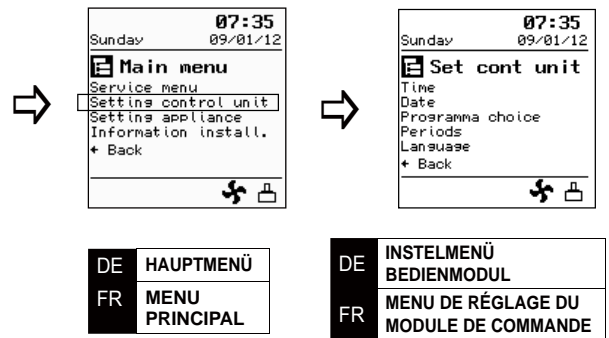 07:35
Sunday 09/01/12
Main menu
Service menu
Setting control unit
Setting appliance
Information install.
← Back
07:35
Sunday 09/01/12
Set cont unit
Time
Date
Programma choice
Periods
Language
← Back
DE HAUPTMENÜ
FR MENU
PRINCIPAL
DE INSTELMENÜ
BEDIENMODUL
FR MENU DE RÉGLAGE DU
MODULE DE COMMANDE